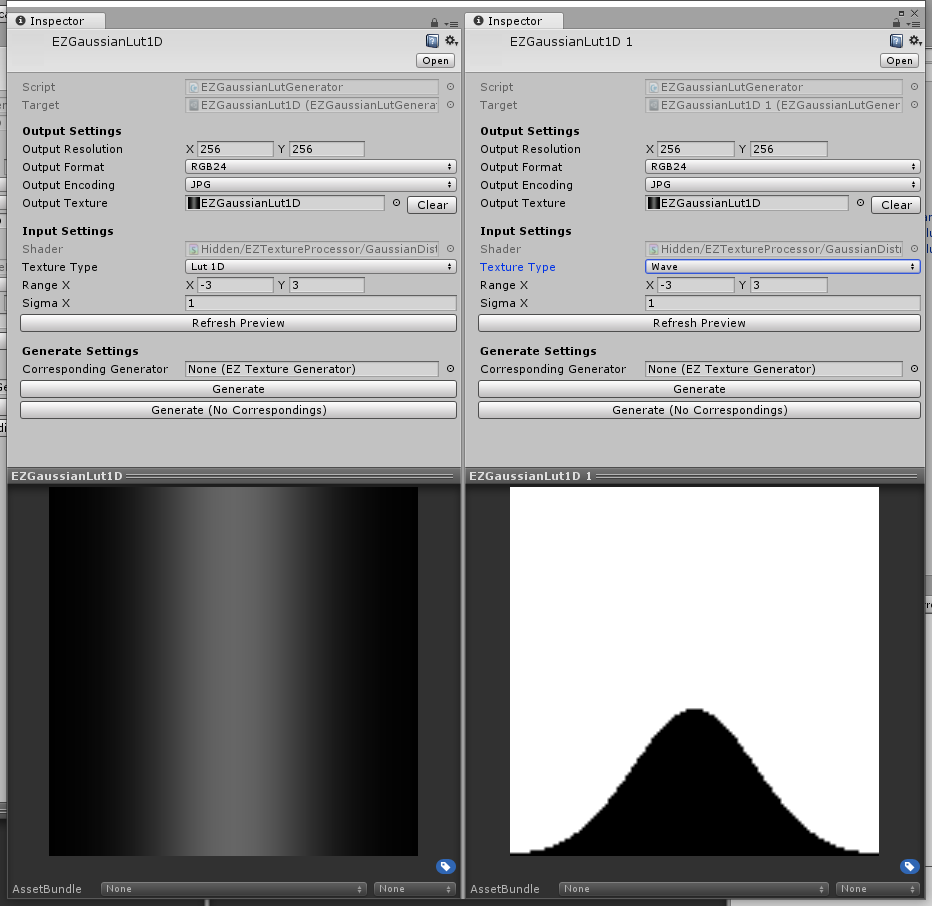 Inspector
EZGaussianLut1D
Open
Script EZGaussianLutGenerator
Target EZGaussianLut1D (EZGaussianLutGenerat
Output Settings
Output Resolution X 256 Y 256
Output Format RGB24
Output Encoding JPG
Output Texture EZGaussianLut1D Clear
Input Settings
Shader Hidden/EZTextureProcessor/GaussianDist
Texture Type Lut 1D
Range X X -3 Y 3
Sigma X 1
Refresh Preview
Generate Settings
Corresponding Generator None (EZ Texture Generator)
Generate
Generate (No Correspondings)
EZGaussianLut1D
AssetBundle None None
Inspector
EZGaussianLut1D 1
Open
Script EZGaussianLutGenerator
Target EZGaussianLut1D 1 (EZGaussianLutGener
Output Settings
Output Resolution X 256 Y 256
Output Format RGB24
Output Encoding JPG
Output Texture EZGaussianLut1D Clear
Input Settings
Shader Hidden/EZTextureProcessor/GaussianDistr
Texture Type Wave
Range X X -3 Y 3
Sigma X 1
Refresh Preview
Generate Settings
Corresponding Generator None (EZ Texture Generator)
Generate
Generate (No Correspondings)
EZGaussianLut1D 1
AssetBundle None None